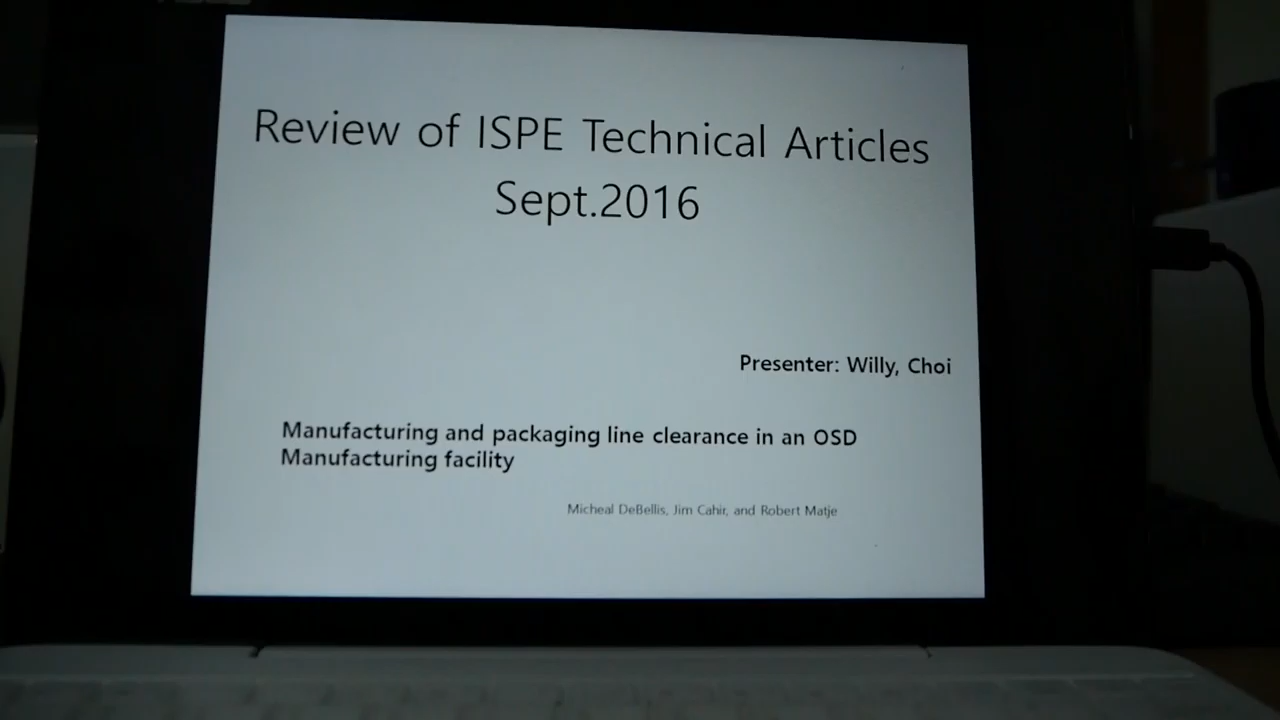 Review of ISPE Technical Articles
Sept.2016
Presenter: Willy, Choi
Manufacturing and packaging line clearance in an OSD
Manufacturing facility
Micheal DeBellis, Jim Cahir, and Robert Matje